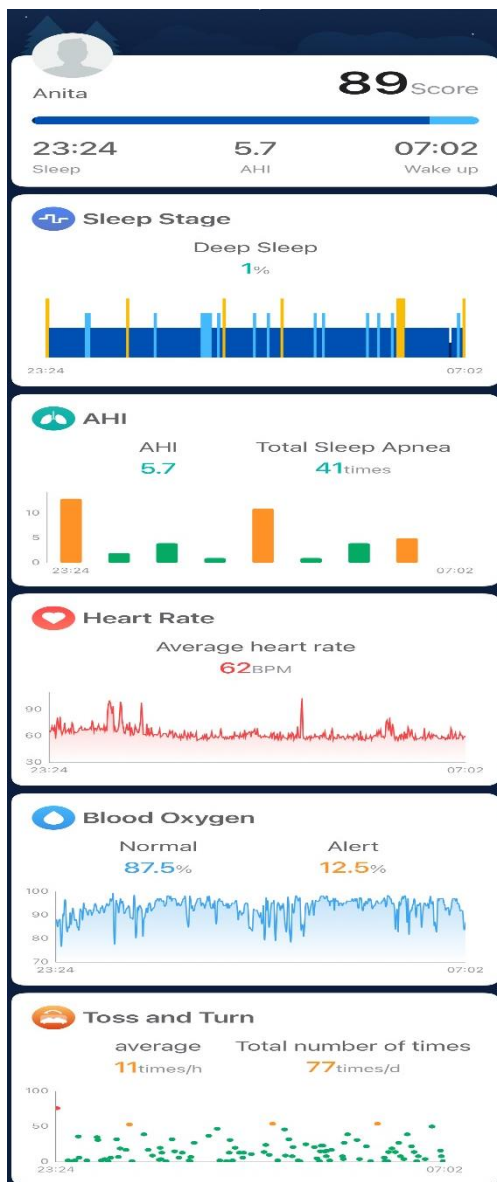 Anita
89 Score
23:24 5.7 07:02
Sleep AHI Wake up
Sleep Stage
Deep Sleep
1%
23:24 07:02
AHI
AHI Total Sleep Apnea
5.7 41times
10
5
0
23:24 07:02
Heart Rate
Average heart rate
62BPM
90
60
30
23:24 07:02
Blood Oxygen
Normal Alert
87.5% 12.5%
100
90
80
70
23:24 07:02
Toss and Turn
average Total number of times
11times/h 77times/d
100
50
0
23:24 07:02